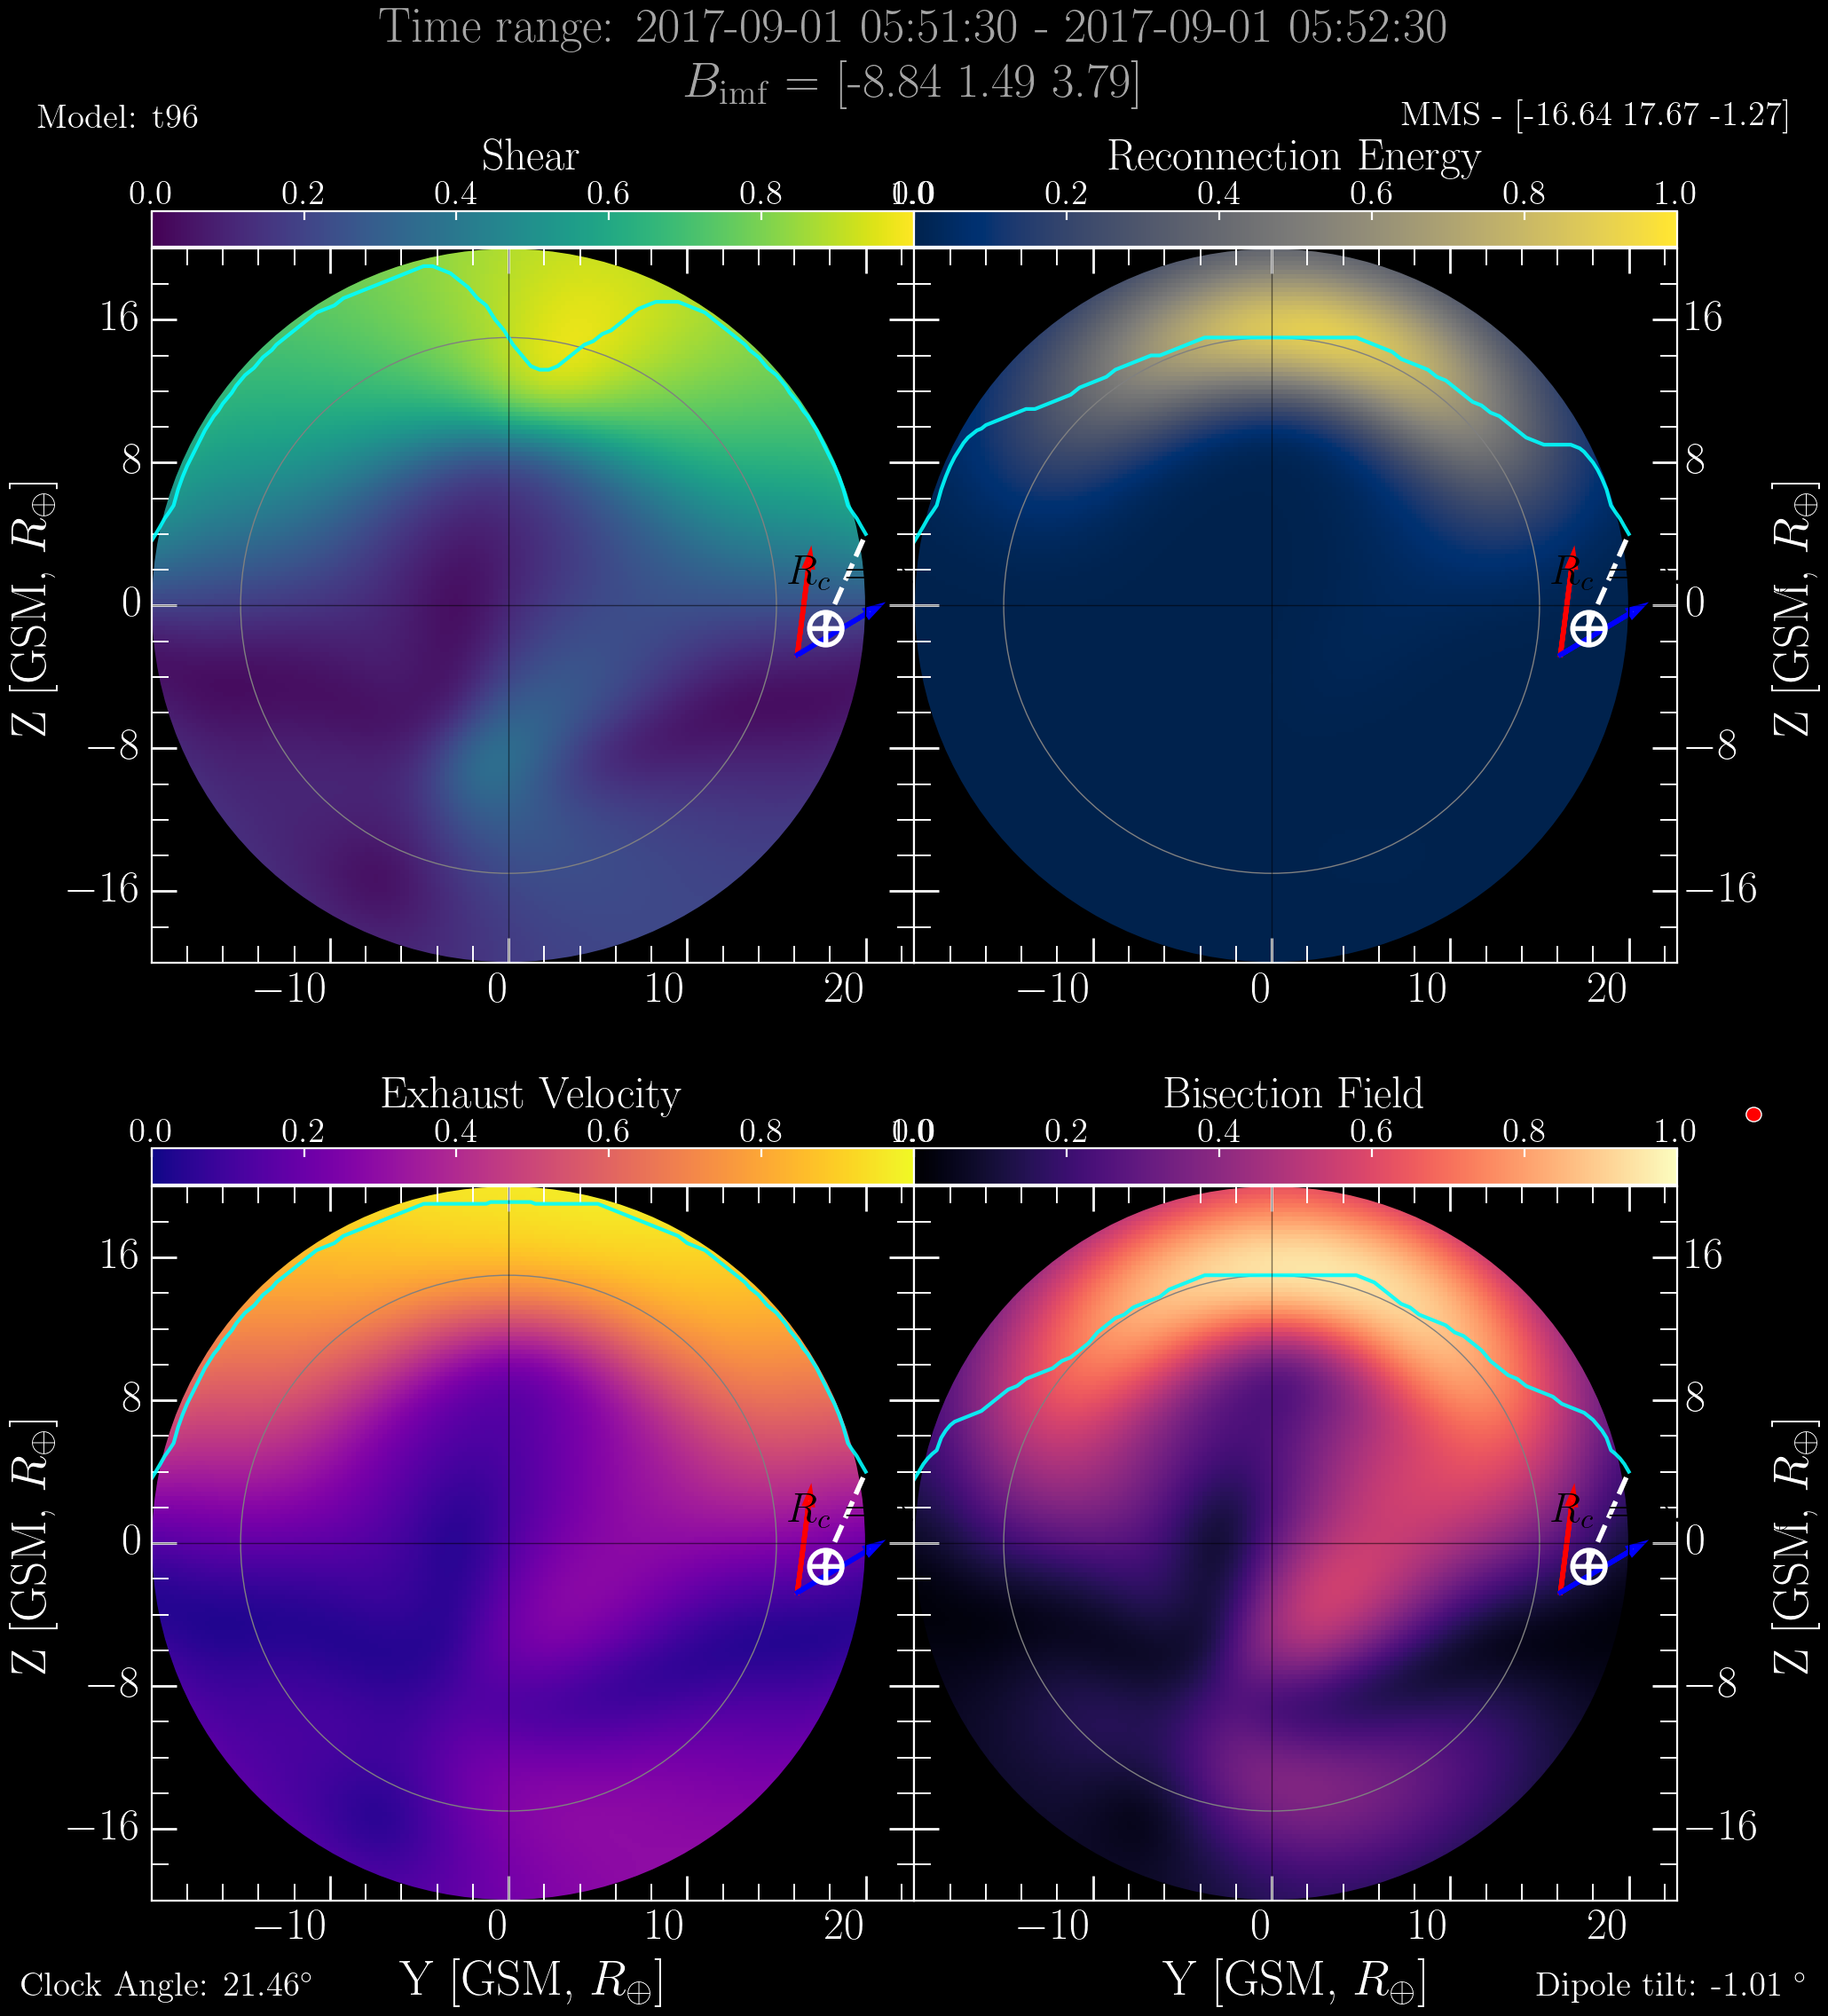 Time range: 2017-09-01 05:51:30 - 2017-09-01 05:52:30
B_imf = [-8.84 1.49 3.79]
Model: t96
MMS - [-16.64 17.67 -1.27]
Shear
Reconnection Energy
0.0 0.2 0.4 0.6 0.8 1.0
0.0 0.2 0.4 0.6 0.8 1.0
Z [GSM, R⊕]
16
8
0
−8
−16
R_c =
R_c =
16
8
0
−8
−16
Z [GSM, R⊕]
−10 0 10 20
−10 0 10 20
Exhaust Velocity
Bisection Field
0.0 0.2 0.4 0.6 0.8 1.0
0.0 0.2 0.4 0.6 0.8 1.0
Z [GSM, R⊕]
16
8
0
−8
−16
R_c =
R_c =
16
8
0
−8
−16
Z [GSM, R⊕]
−10 0 10 20
−10 0 10 20
Y [GSM, R⊕]
Y [GSM, R⊕]
Clock Angle: 21.46°
Dipole tilt: -1.01 °